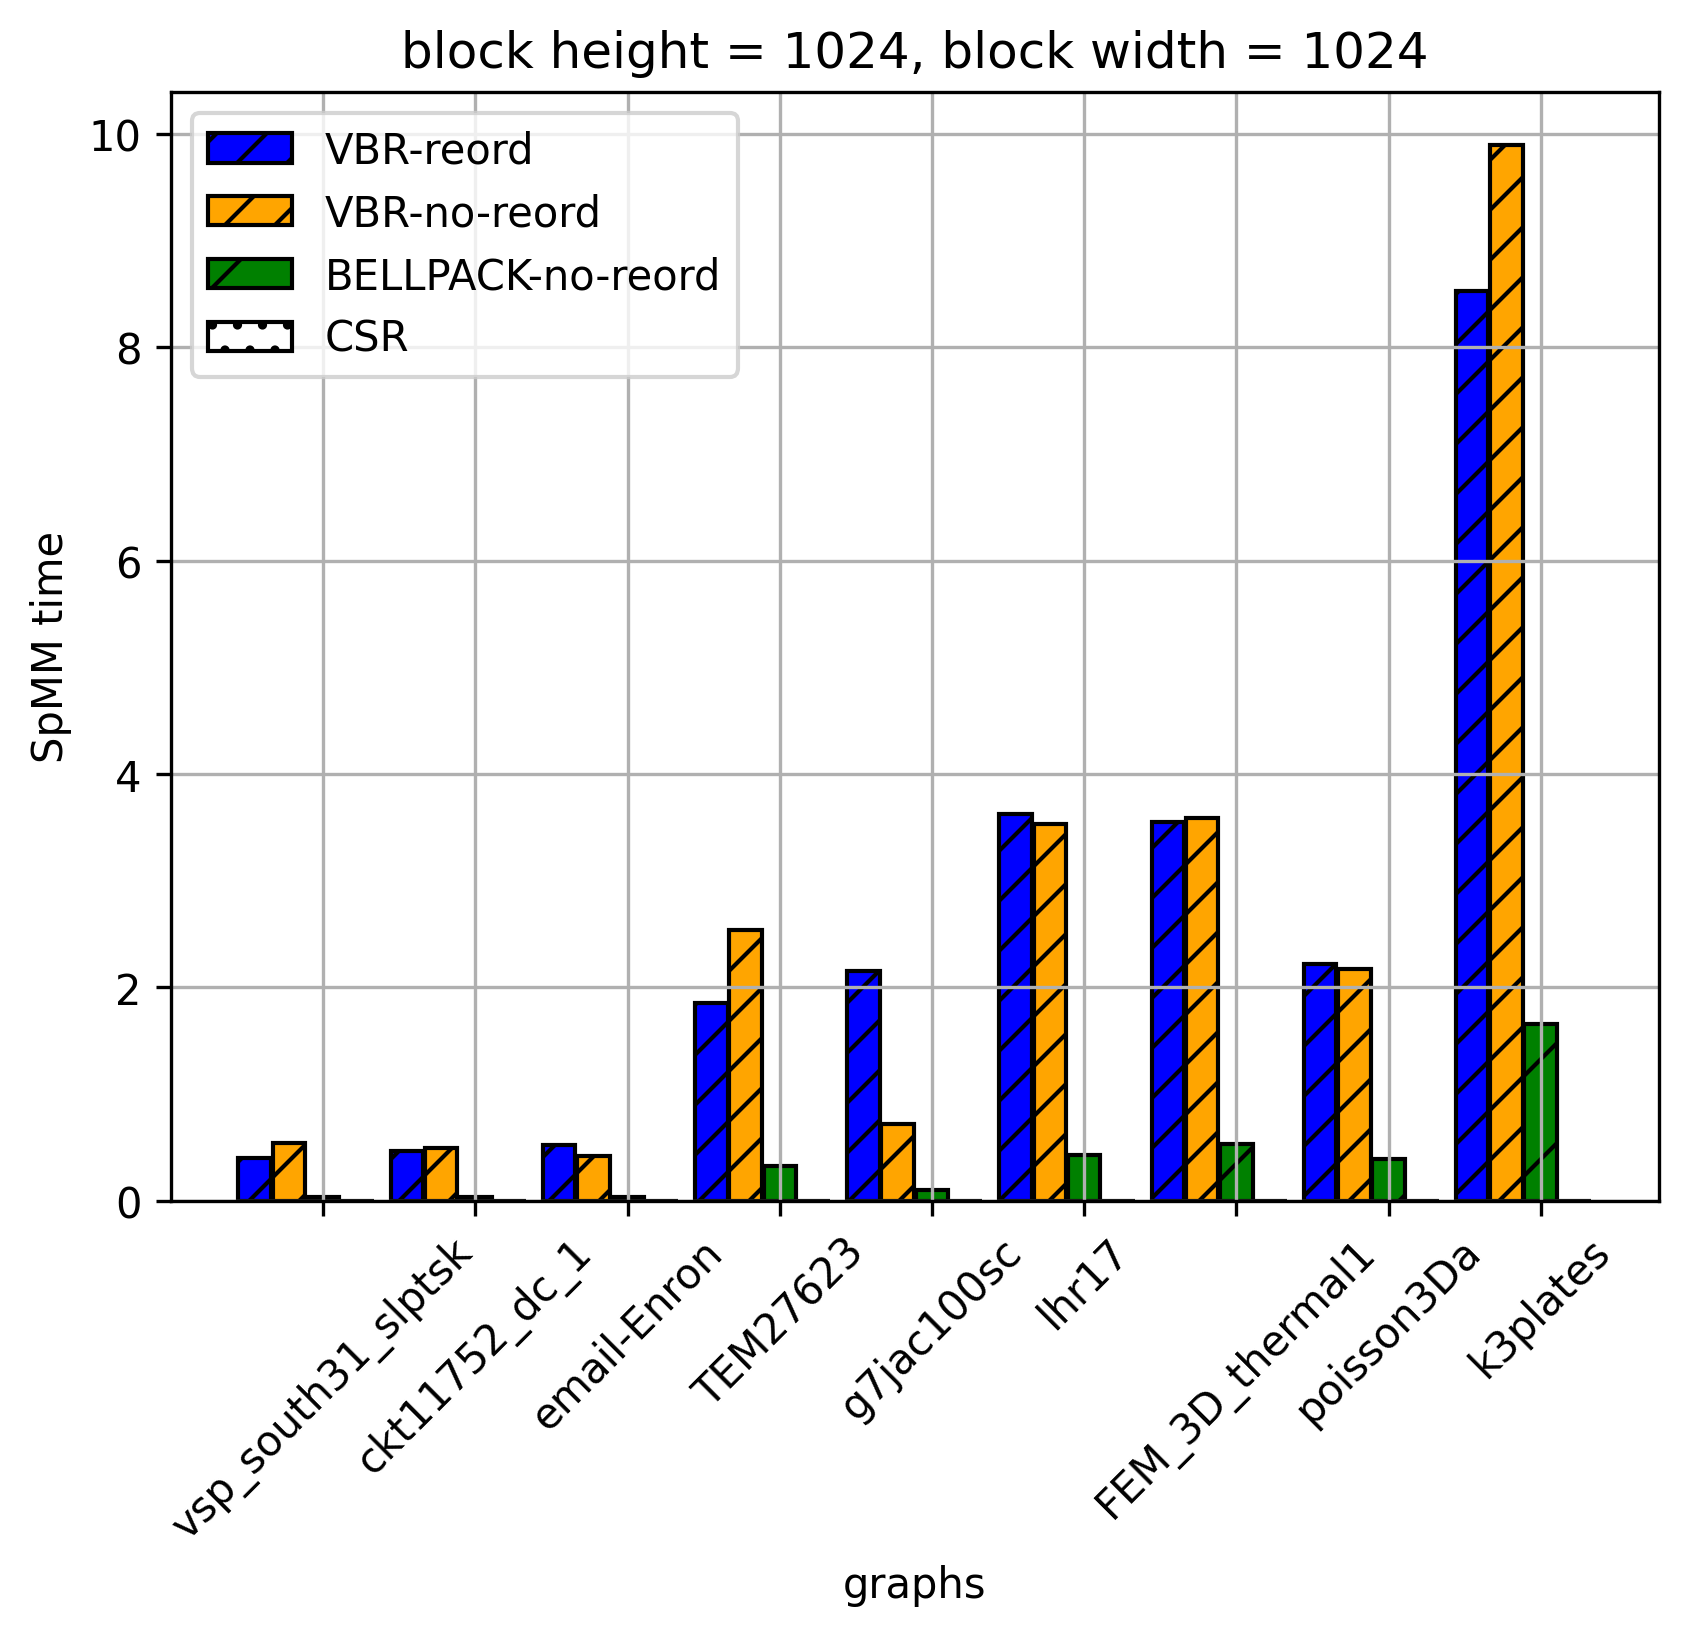 block height = 1024, block width = 1024
10
8
6
4
2
0
SpMM time
VBR-reord
VBR-no-reord
BELLPACK-no-reord
CSR
vsp_south31_slptsk
ckt11752_dc_1
email-Enron
TEM27623
g7jac100sc
lhr17
FEM_3D_thermal1
poisson3Da
k3plates
graphs